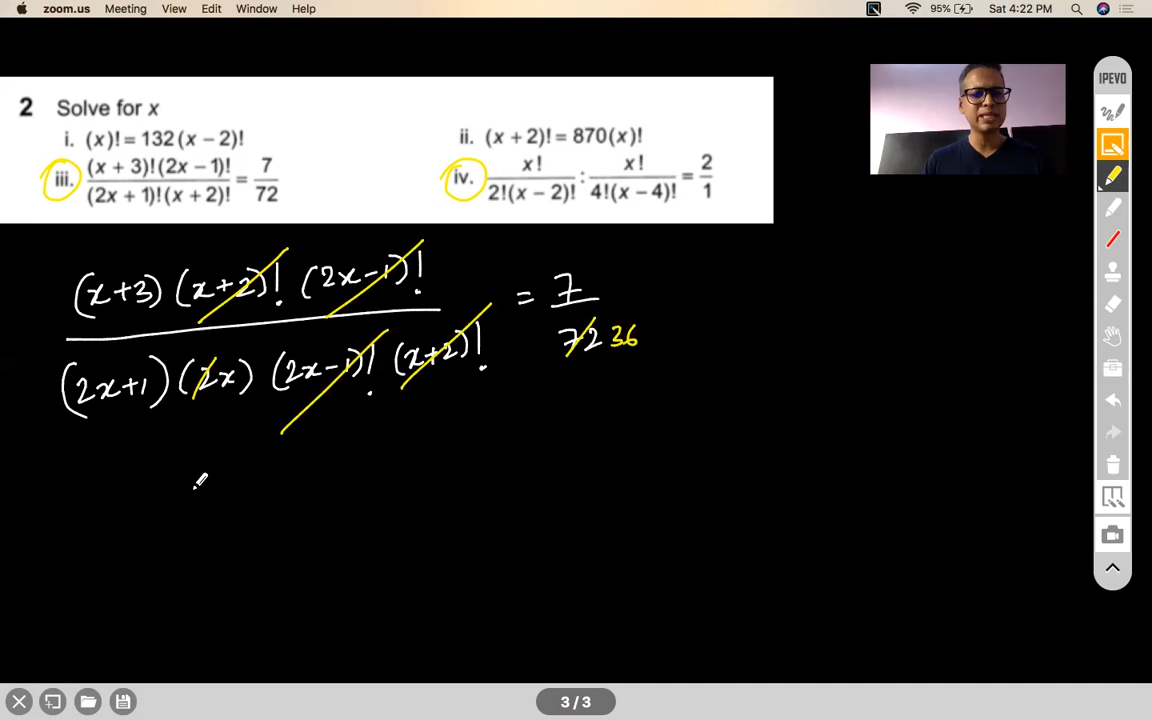 zoom.us Meeting View Edit Window Help 95% Sat 4:22 PM
IPEVO
2 Solve for x
i. (x)! = 132 (x − 2)!
ii. (x + 2)! = 870(x)!
iii. (x + 3)!(2x − 1)! / (2x + 1)!(x + 2)! = 7 / 72
iv. x! / 2!(x − 2)! : x! / 4!(x − 4)! = 2 / 1
(x+3) (x+2)! (2x−1)! = 7
(2x+1) (2x) (2x−1)! (x+2)! 72 36
3/3